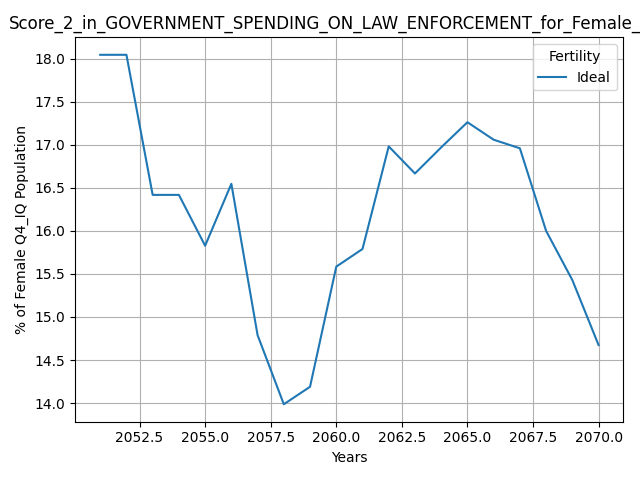 Score_2_in_GOVERNMENT_SPENDING_ON_LAW_ENFORCEMENT_for_Female_
Fertility
Ideal
18.0
17.5
17.0
16.5
16.0
15.5
15.0
14.5
14.0
% of Female Q4_IQ Population
2052.5 2055.0 2057.5 2060.0 2062.5 2065.0 2067.5 2070.0
Years